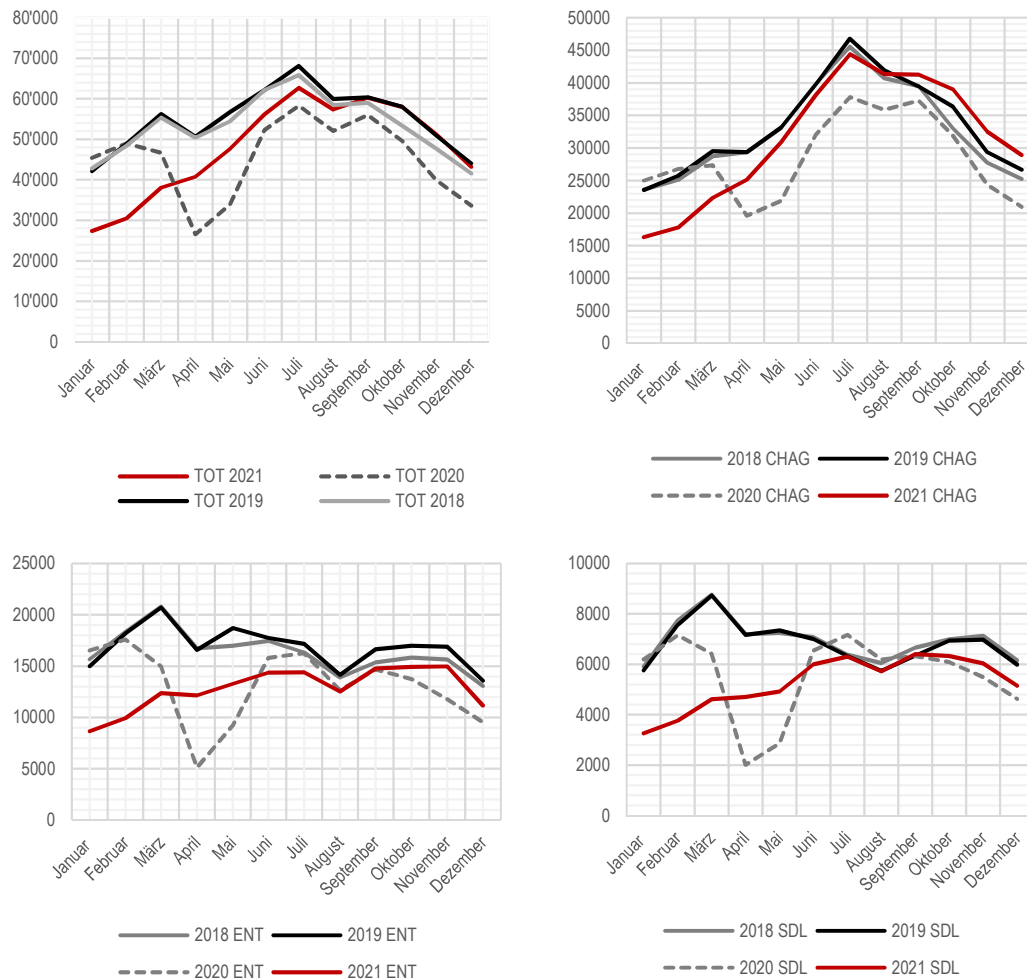 80'000
70'000
60'000
50'000
40'000
30'000
20'000
10'000
0
Januar
Februar
März
April
Mai
Juni
Juli
August
September
Oktober
November
Dezember
TOT 2021
TOT 2020
TOT 2019
TOT 2018
50000
45000
40000
35000
30000
25000
20000
15000
10000
5000
0
Januar
Februar
März
April
Mai
Juni
Juli
August
September
Oktober
November
Dezember
2018 CHAG
2019 CHAG
2020 CHAG
2021 CHAG
25000
20000
15000
10000
5000
0
Januar
Februar
März
April
Mai
Juni
Juli
August
September
Oktober
November
Dezember
2018 ENT
2019 ENT
2020 ENT
2021 ENT
10000
8000
6000
4000
2000
0
Januar
Februar
März
April
Mai
Juni
Juli
August
September
Oktober
November
Dezember
2018 SDL
2019 SDL
2020 SDL
2021 SDL